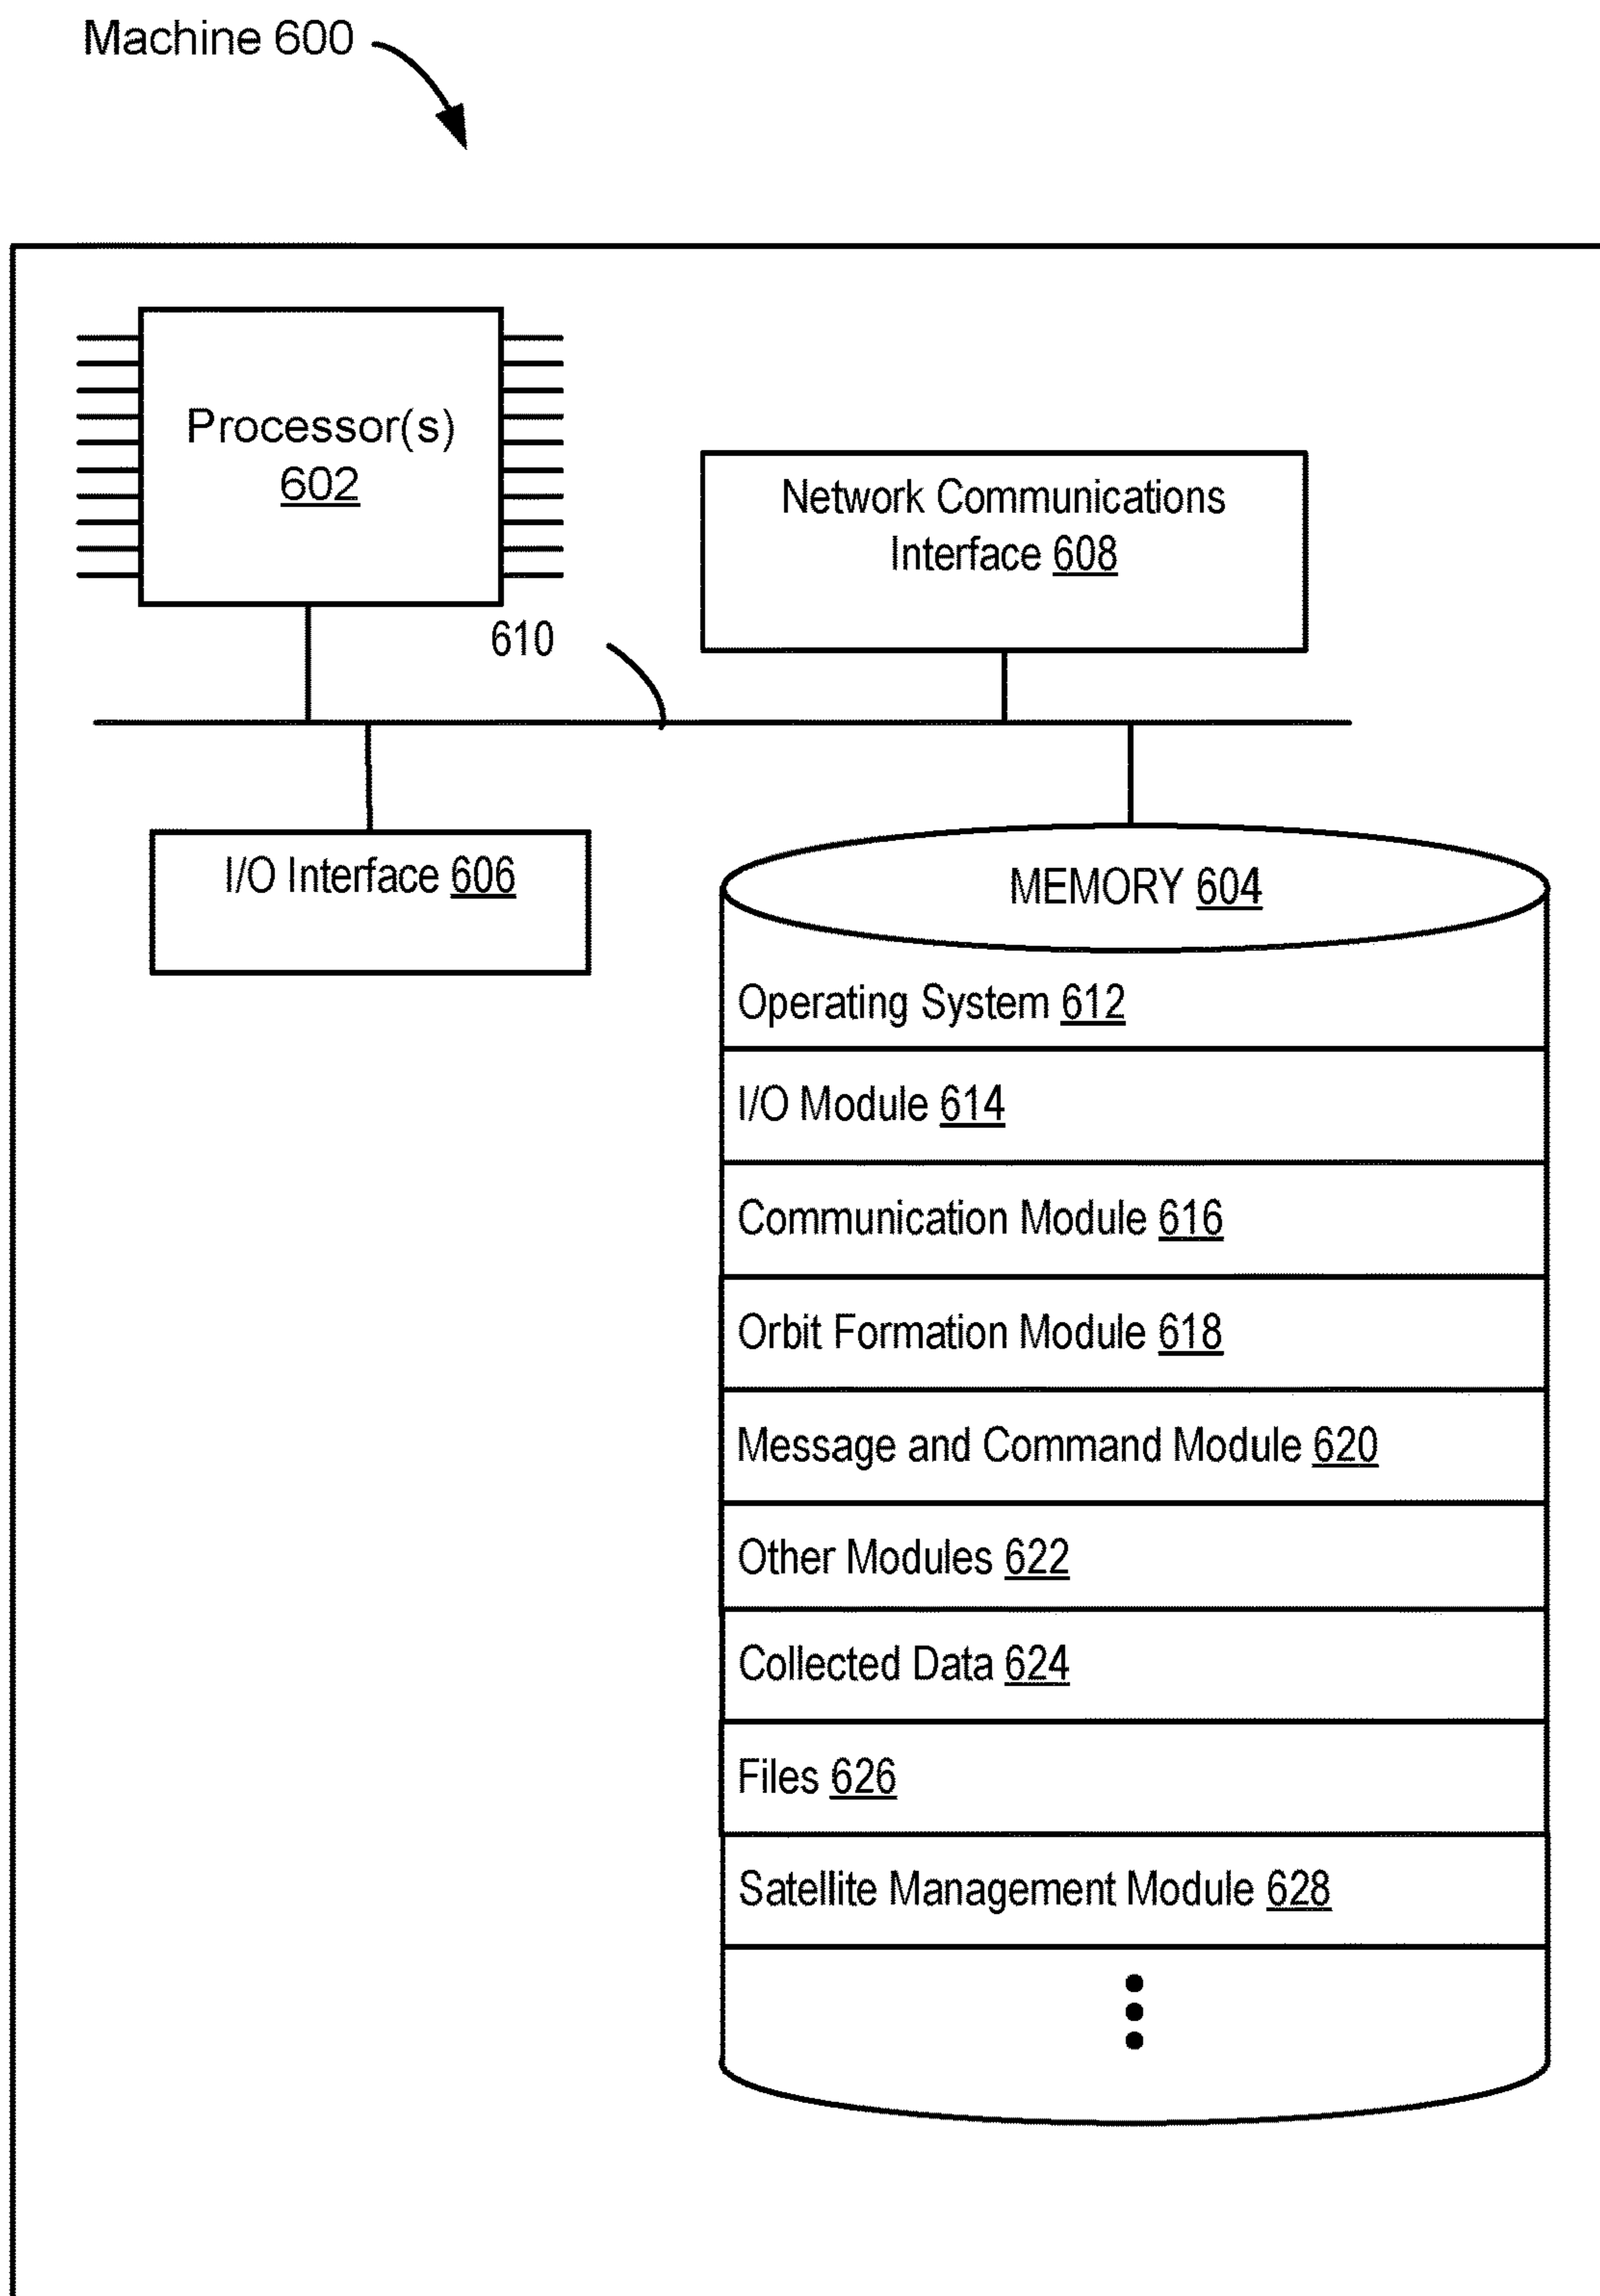 Machine 600
Processor(s)
602
Network Communications
Interface 608
610
I/O Interface 606
MEMORY 604
Operating System 612
I/O Module 614
Communication Module 616
Orbit Formation Module 618
Message and Command Module 620
Other Modules 622
Collected Data 624
Files 626
Satellite Management Module 628